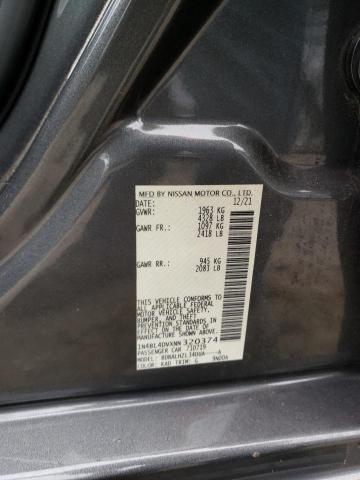 MFD BY NISSAN MOTOR CO., LTD.
DATE: 12/21
GVWR: 1963 KG
4328 LB
GAWR FR: 1097 KG
2418 LB
GAWR RR: 945 KG
2083 LB
THIS VEHICLE CONFORMS TO
ALL APPLICABLE FEDERAL
MOTOR VEHICLE SAFETY,
BUMPER, AND THEFT
PREVENTION STANDARDS IN
EFFECT ON THE DATE OF
MANUFACTURE SHOWN ABOVE.
1N4BL4DVXNN320374
PASSENGER CAR 710719
MODEL: A
COLOR: KAD TRIM: G